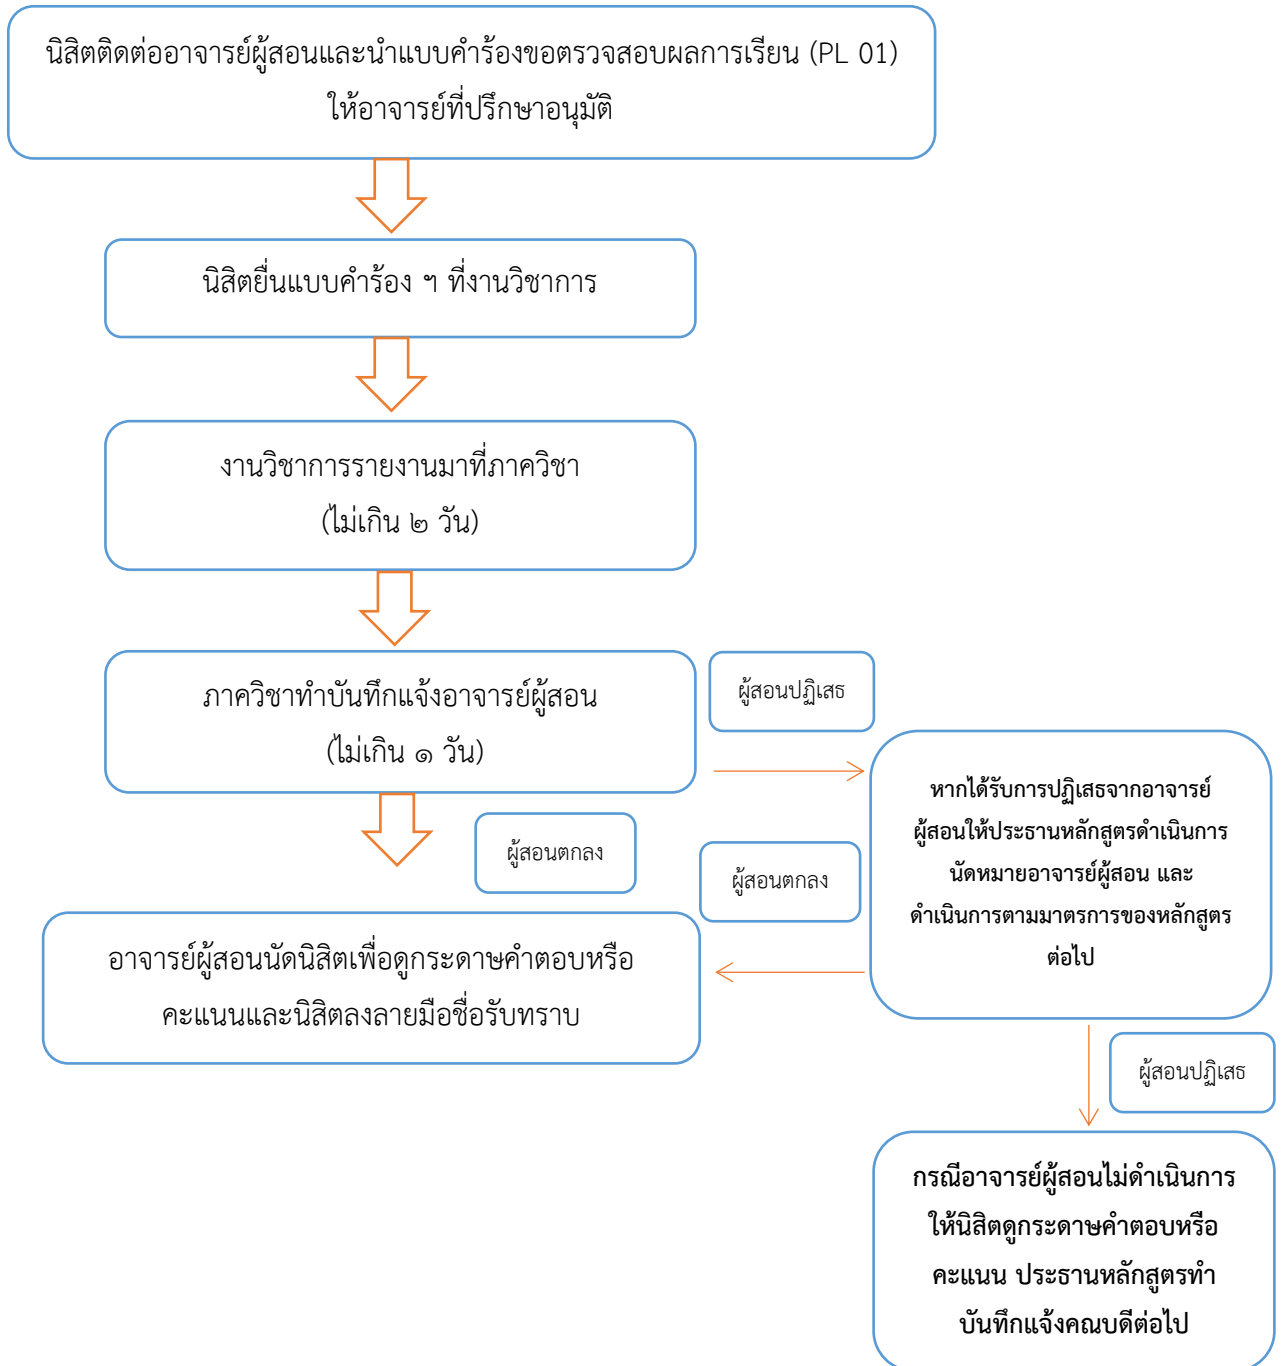 นิสิตติดต่ออาจารย์ผู้สอนและนำแบบคำร้องขอตรวจสอบผลการเรียน (PL 01)
ให้อาจารย์ที่ปรึกษาอนุมัติ
นิสิตยื่นแบบคำร้อง ฯ ที่งานวิชาการ
งานวิชาการรายงานมาที่ภาควิชา
(ไม่เกิน ๒ วัน)
ภาควิชาทำบันทึกแจ้งอาจารย์ผู้สอน
(ไม่เกิน ๑ วัน)
ผู้สอนปฏิเสธ
หากได้รับการปฏิเสธจากอาจารย์
ผู้สอนให้ประธานหลักสูตรดำเนินการ
นัดหมายอาจารย์ผู้สอน และ
ดำเนินการตามมาตรการของหลักสูตร
ต่อไป
ผู้สอนตกลง
ผู้สอนตกลง
อาจารย์ผู้สอนนัดนิสิตเพื่อดูกระดาษคำตอบหรือ
คะแนนและนิสิตลงลายมือชื่อรับทราบ
ผู้สอนปฏิเสธ
กรณีอาจารย์ผู้สอนไม่ดำเนินการ
ให้นิสิตดูกระดาษคำตอบหรือ
คะแนน ประธานหลักสูตรทำ
บันทึกแจ้งคณบดีต่อไป